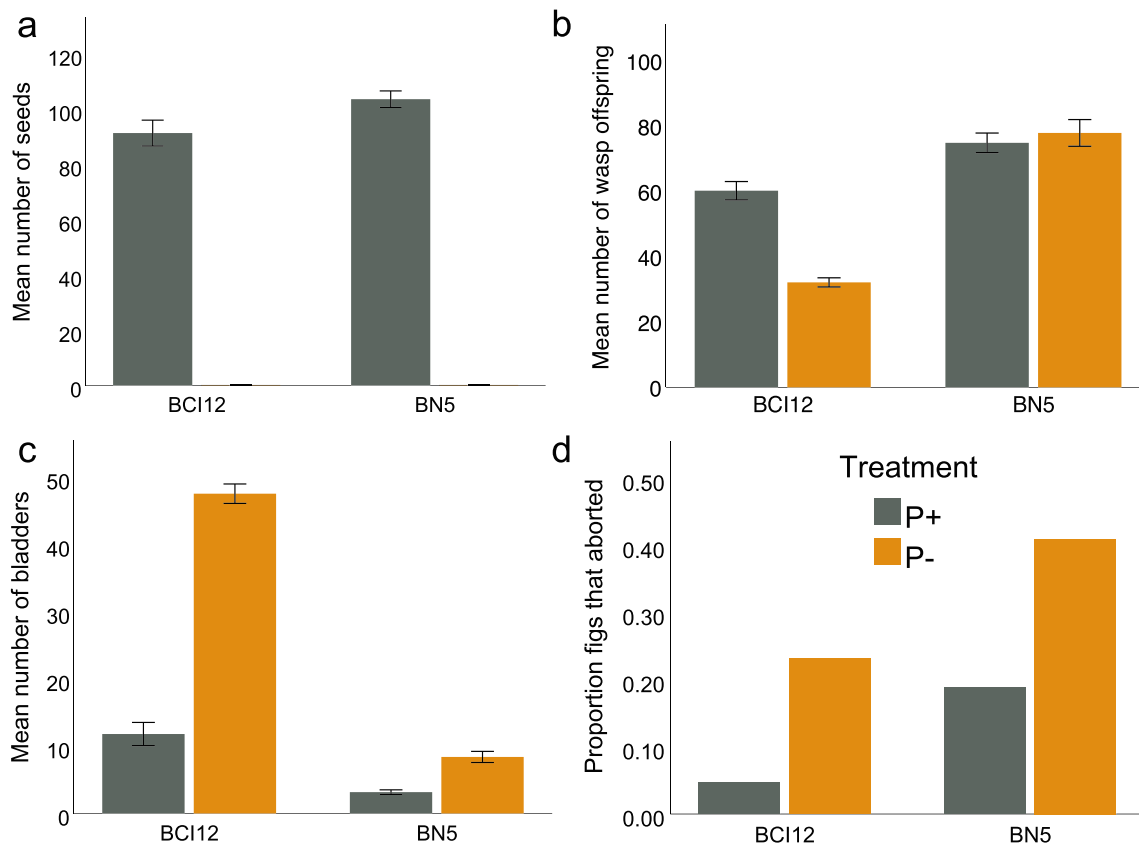 a
Mean number of seeds
120
100
80
60
40
20
0
BCI12 BN5
b
Mean number of wasp offspring
100
80
60
40
20
0
BCI12 BN5
c
Mean number of bladders
50
40
30
20
10
0
BCI12 BN5
d
Proportion figs that aborted
0.50
0.40
0.30
0.20
0.10
0.00
Treatment
P+
P-
BCI12 BN5